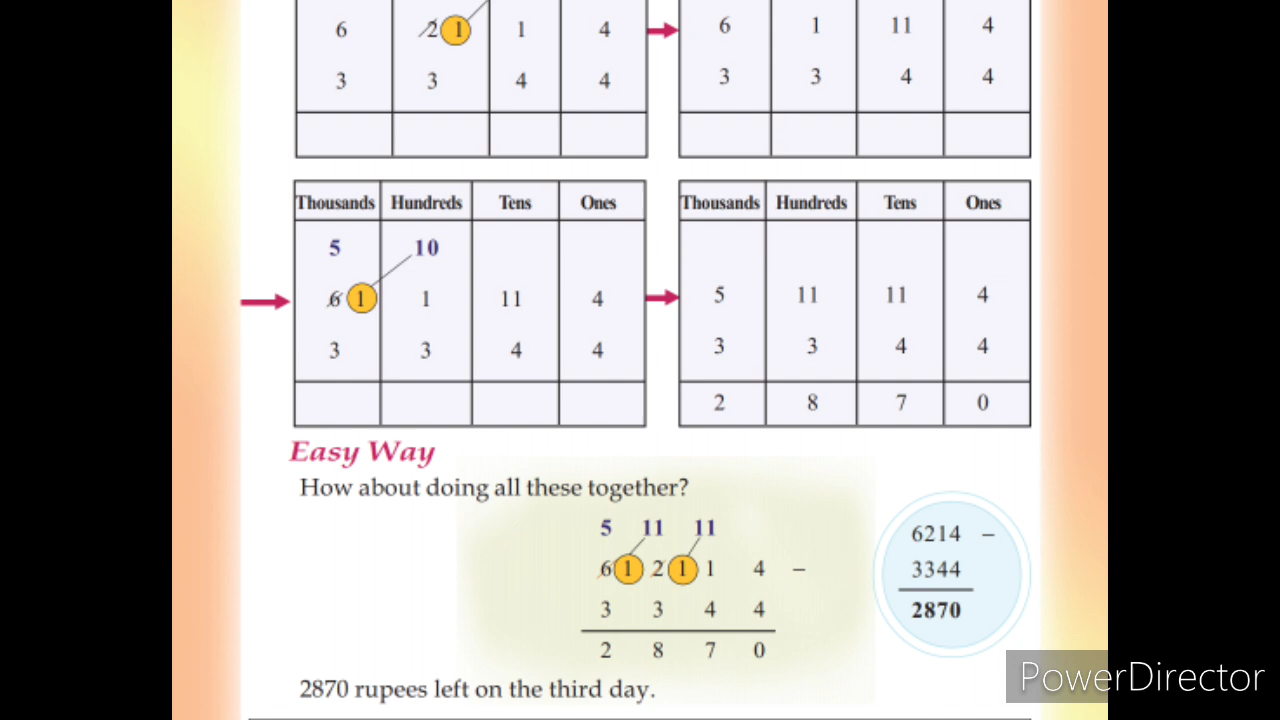 6 2 1 1 4
3 3 4 4
6 1 11 4
3 3 4 4
Thousands Hundreds Tens Ones
5 10
6 1 1 11 4
3 3 4 4
Thousands Hundreds Tens Ones
5 11 11 4
3 3 4 4
2 8 7 0
Easy Way
How about doing all these together?
5 11 11
6 1 2 1 1 4 –
3 3 4 4
2 8 7 0
6214 –
3344
2870
2870 rupees left on the third day.
PowerDirector